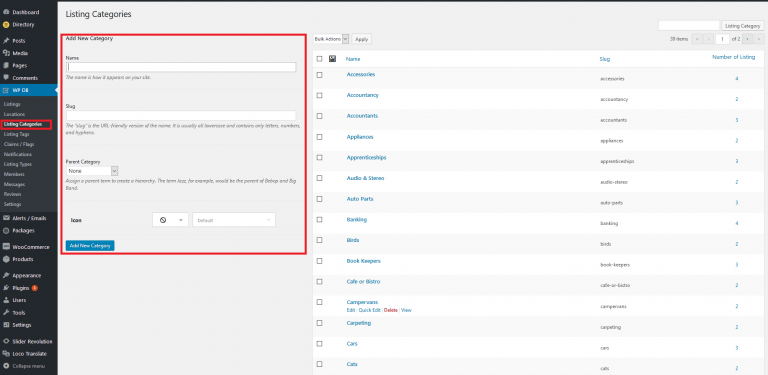 Dashboard
Directory
Posts
Media
Pages
Comments
WP DB
Listings
Locations
Listing Categories
Listing Tags
Claims / Flags
Notifications
Listing Types
Members
Messages
Reviews
Settings
Alerts / Emails
Packages
WooCommerce
Products
Appearance
Plugins
Users
Tools
Settings
Slider Revolution
Loco Translate
Collapse menu
Listing Categories
Add New Category
Name
The name is how it appears on your site.
Slug
The "slug" is the URL-friendly version of the name. It is usually all lowercase and contains only letters, numbers,
and hyphens.
Parent Category
None
Assign a parent term to create a hierarchy. The term Jazz, for example, would be the parent of Bebop and Big
Band.
Icon Default
Add New Category
Listing Category
Bulk Actions Apply 39 items « ‹ 1 of 2 › »
Name Slug Number of Listing
Accessories accessories 4
Accountancy accountancy 2
Accountants accountants 5
Appliances appliances 2
Apprenticeships apprenticeships 3
Audio & Stereo audio-stereo 2
Auto Parts auto-parts 3
Banking banking 4
Birds birds 2
Book Keepers book-keepers 3
Cafe or Bistro cafe-or-bistro 2
Campervans campervans 2
Edit | Quick Edit | Delete | View
Carpeting carpeting 2
Cars cars 3
Cats cats 2